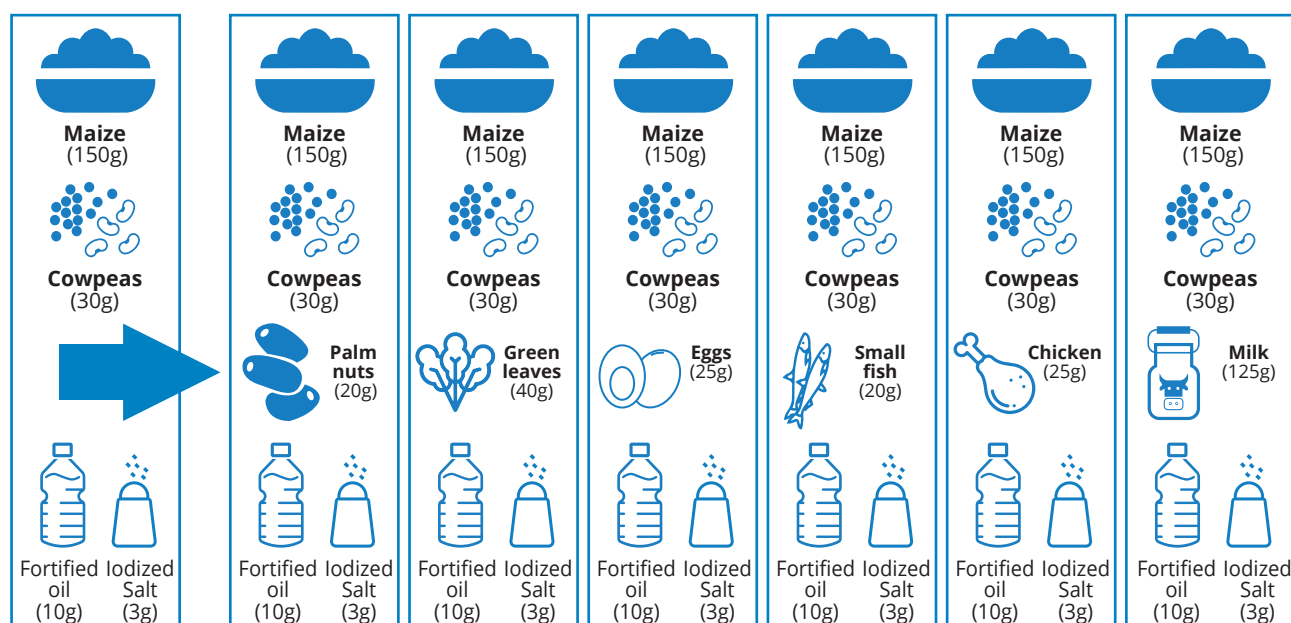 Maize
(150g)
Cowpeas
(30g)
Fortified
oil
(10g)
Iodized
Salt
(3g)
Maize
(150g)
Cowpeas
(30g)
Palm
nuts
(20g)
Fortified
oil
(10g)
Iodized
Salt
(3g)
Maize
(150g)
Cowpeas
(30g)
Green
leaves
(40g)
Fortified
oil
(10g)
Iodized
Salt
(3g)
Maize
(150g)
Cowpeas
(30g)
Eggs
(25g)
Fortified
oil
(10g)
Iodized
Salt
(3g)
Maize
(150g)
Cowpeas
(30g)
Small
fish
(20g)
Fortified
oil
(10g)
Iodized
Salt
(3g)
Maize
(150g)
Cowpeas
(30g)
Chicken
(25g)
Fortified
oil
(10g)
Iodized
Salt
(3g)
Maize
(150g)
Cowpeas
(30g)
Milk
(125g)
Fortified
oil
(10g)
Iodized
Salt
(3g)